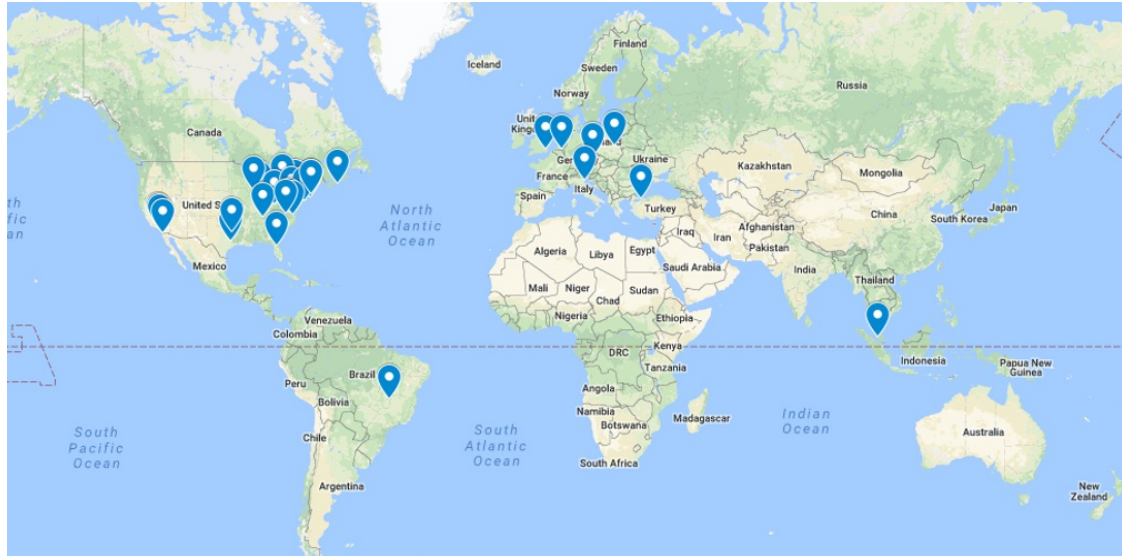 Iceland
Finland
Sweden
Norway
Russia
Canada
Unit
Kingd
Ger
land
Ukraine
Kazakhstan
Mongolia
France
Italy
Spain
Turkey
United S
North
Atlantic
Ocean
Japan
South Korea
China
Afghanistan
Iraq
Iran
Pakistan
Algeria
Libya
Egypt
Saudi Arabia
India
Mexico
Mali
Niger
Sudan
Chad
Thailand
Nigeria
Ethiopia
Venezuela
Colombia
Kenya
DRC
Tanzania
Indonesia
Papua New
Guinea
Brazil
Peru
Angola
Bolivia
Namibia
Botswana
Madagascar
Indian
Ocean
South
Pacific
Ocean
Chile
South
Atlantic
Ocean
Australia
South Africa
Argentina
New
Zealand